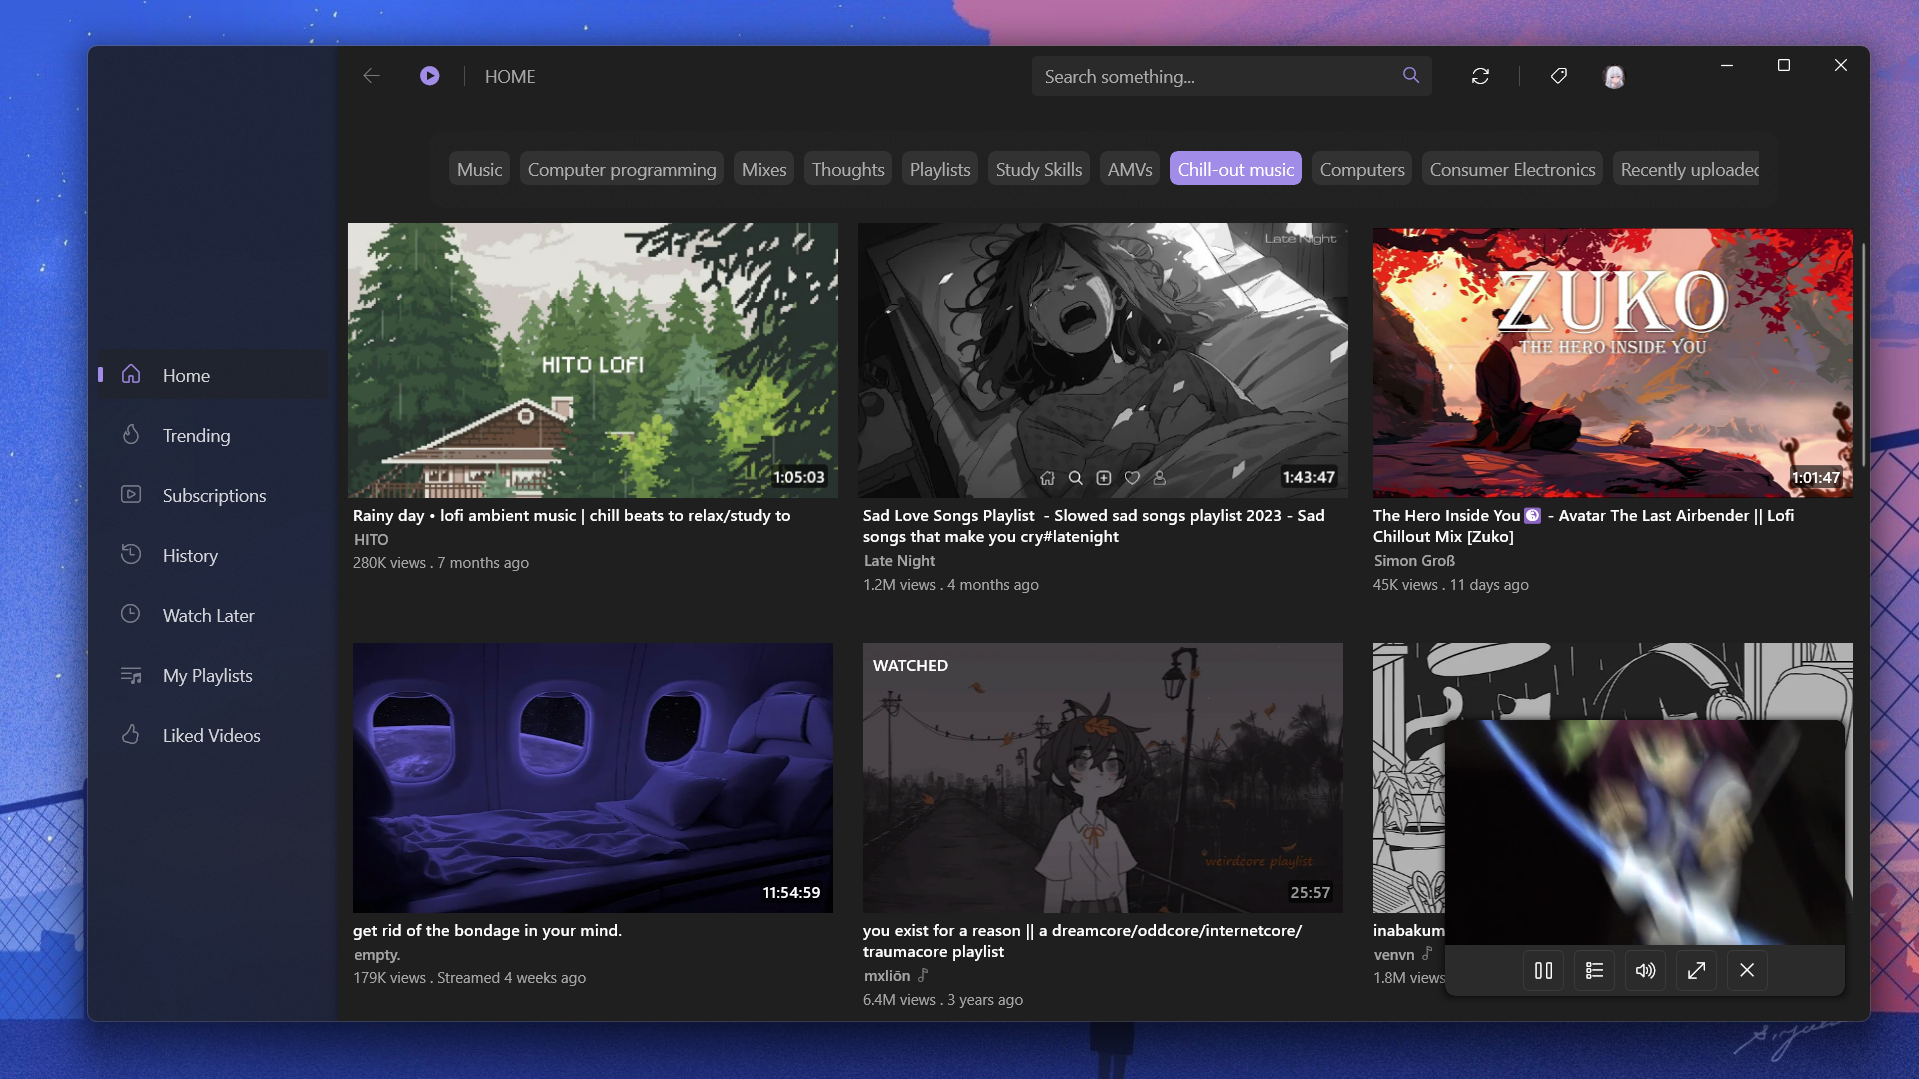 HOME
Search something...
Music
Computer programming
Mixes
Thoughts
Playlists
Study Skills
AMVs
Chill-out music
Computers
Consumer Electronics
Recently uploaded
Home
Trending
Subscriptions
History
Watch Later
My Playlists
Liked Videos
HITO LOFI
1:05:03
Rainy day • lofi ambient music | chill beats to relax/study to
HITO
280K views . 7 months ago
Late Night
1:43:47
Sad Love Songs Playlist - Slowed sad songs playlist 2023 - Sad
songs that make you cry#latenight
Late Night
1.2M views . 4 months ago
ZUKO
THE HERO INSIDE YOU
1:01:47
The Hero Inside You - Avatar The Last Airbender || Lofi
Chillout Mix [Zuko]
Simon Groß
45K views . 11 days ago
11:54:59
get rid of the bondage in your mind.
empty.
179K views . Streamed 4 weeks ago
WATCHED
weirdcore playlist
25:57
you exist for a reason || a dreamcore/oddcore/internetcore/
traumacore playlist
mxliōn
6.4M views . 3 years ago
inabakum
venvn
1.8M views